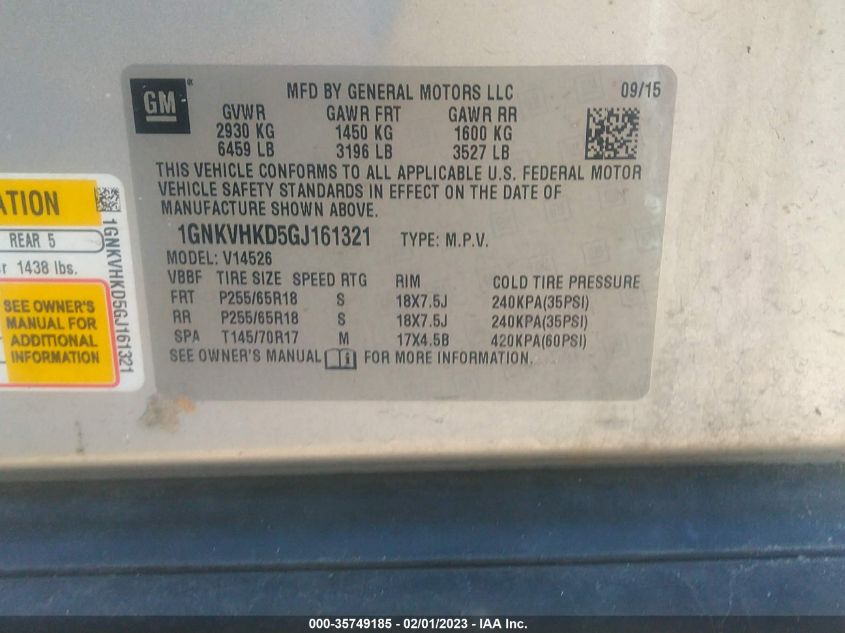 GM
MFD BY GENERAL MOTORS LLC 09/15
GVWR GAWR FRT GAWR RR
2930 KG 1450 KG 1600 KG
6459 LB 3196 LB 3527 LB
THIS VEHICLE CONFORMS TO ALL APPLICABLE U.S. FEDERAL MOTOR
VEHICLE SAFETY STANDARDS IN EFFECT ON THE DATE OF
MANUFACTURE SHOWN ABOVE.
1GNKVHKD5GJ161321 TYPE: M.P.V.
MODEL: V14526
VBBF TIRE SIZE SPEED RTG RIM COLD TIRE PRESSURE
FRT P255/65R18 S 18X7.5J 240KPA(35PSI)
RR P255/65R18 S 18X7.5J 240KPA(35PSI)
SPA T145/70R17 M 17X4.5B 420KPA(60PSI)
SEE OWNER'S MANUAL FOR MORE INFORMATION.
ATION
REAR 5
r 1438 lbs.
SEE OWNER'S
MANUAL FOR
ADDITIONAL
INFORMATION
1GNKVHKD5GJ161321
000-35749185 - 02/01/2023 - IAA Inc.